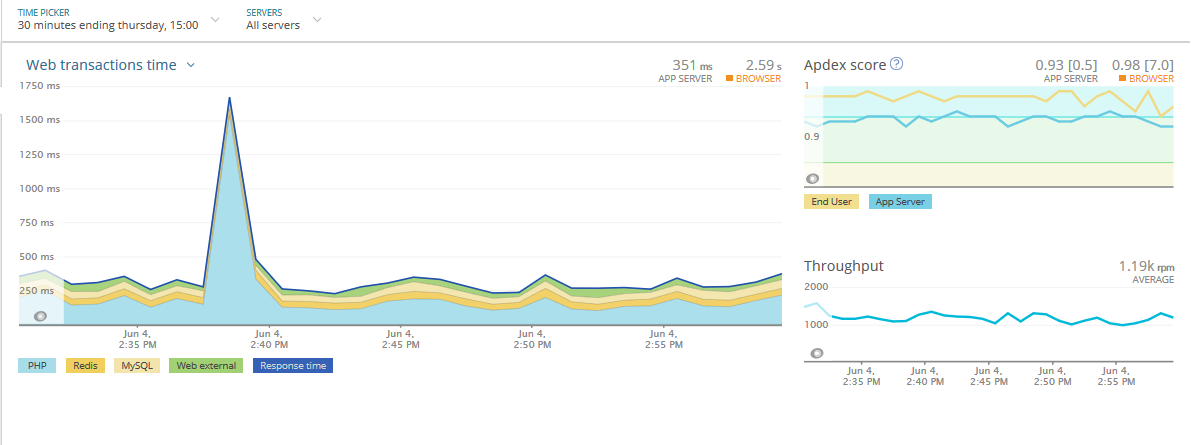 TIME PICKER
30 minutes ending thursday, 15:00
SERVERS
All servers
Web transactions time
351 ms
APP SERVER
2.59 s
BROWSER
1750 ms
1500 ms
1250 ms
1000 ms
750 ms
500 ms
250 ms
Jun 4,
2:35 PM
Jun 4,
2:40 PM
Jun 4,
2:45 PM
Jun 4,
2:50 PM
Jun 4,
2:55 PM
PHP
Redis
MySQL
Web external
Response time
Apdex score ?
0.93 [0.5]
APP SERVER
0.98 [7.0]
BROWSER
1
0.9
End User
App Server
Throughput
1.19k rpm
AVERAGE
2000
1000
Jun 4,
2:35 PM
Jun 4,
2:40 PM
Jun 4,
2:45 PM
Jun 4,
2:50 PM
Jun 4,
2:55 PM